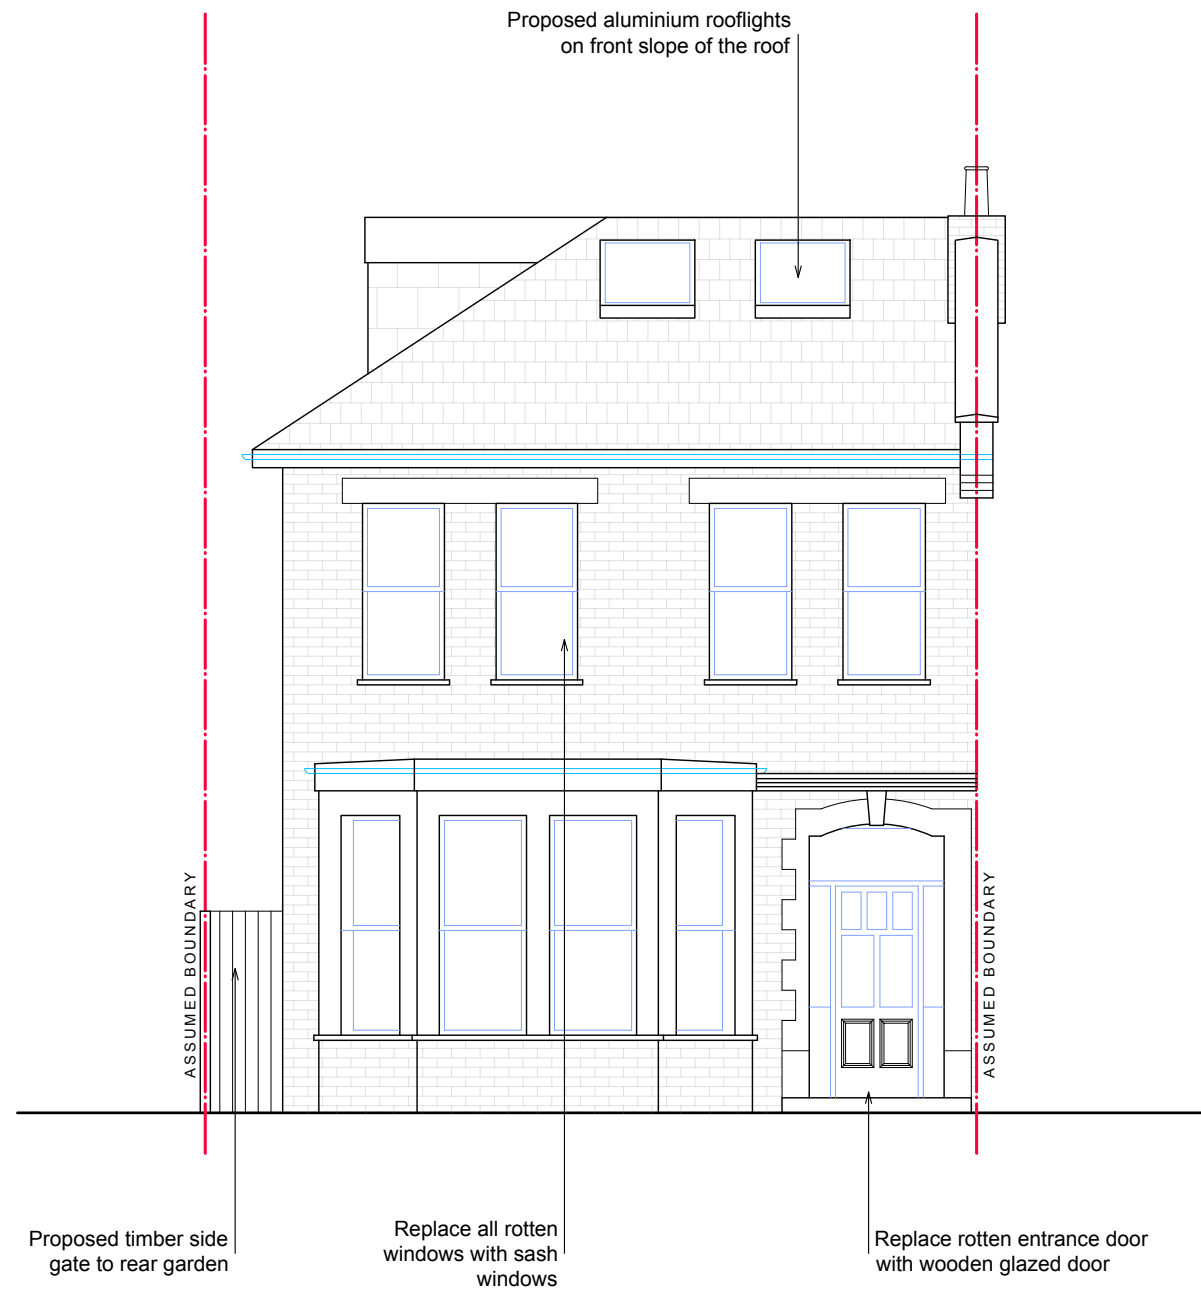 Proposed aluminium rooflights
on front slope of the roof
ASSUMED BOUNDARY
ASSUMED BOUNDARY
Proposed timber side
gate to rear garden
Replace all rotten
windows with sash
windows
Replace rotten entrance door
with wooden glazed door